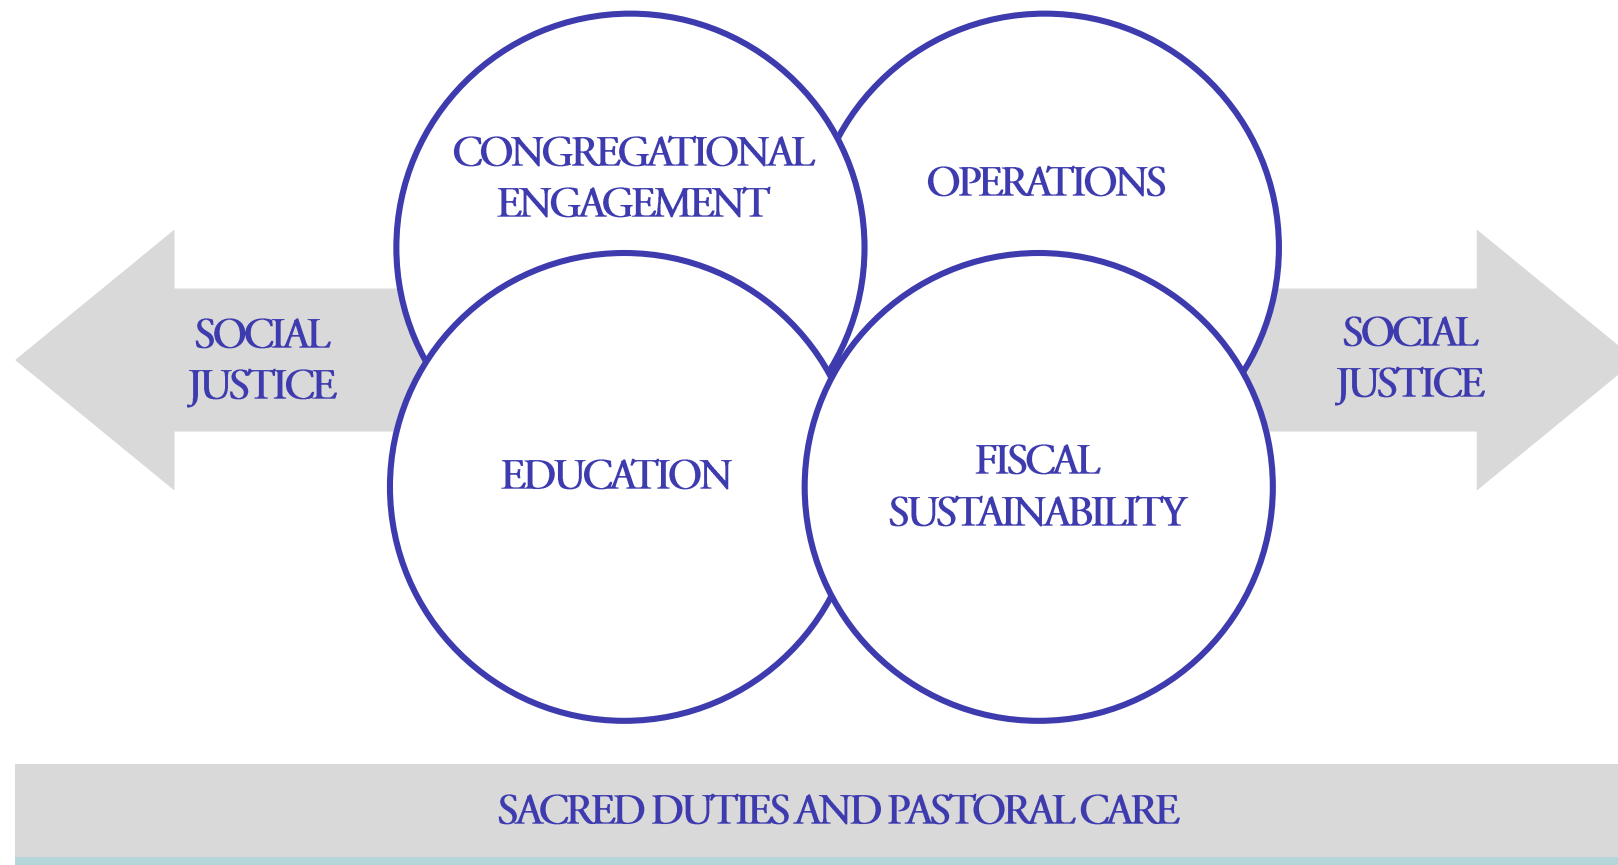 CONGREGATIONAL
ENGAGEMENT
OPERATIONS
SOCIAL
JUSTICE
SOCIAL
JUSTICE
EDUCATION
FISCAL
SUSTAINABILITY
SACRED DUTIES AND PASTORAL CARE